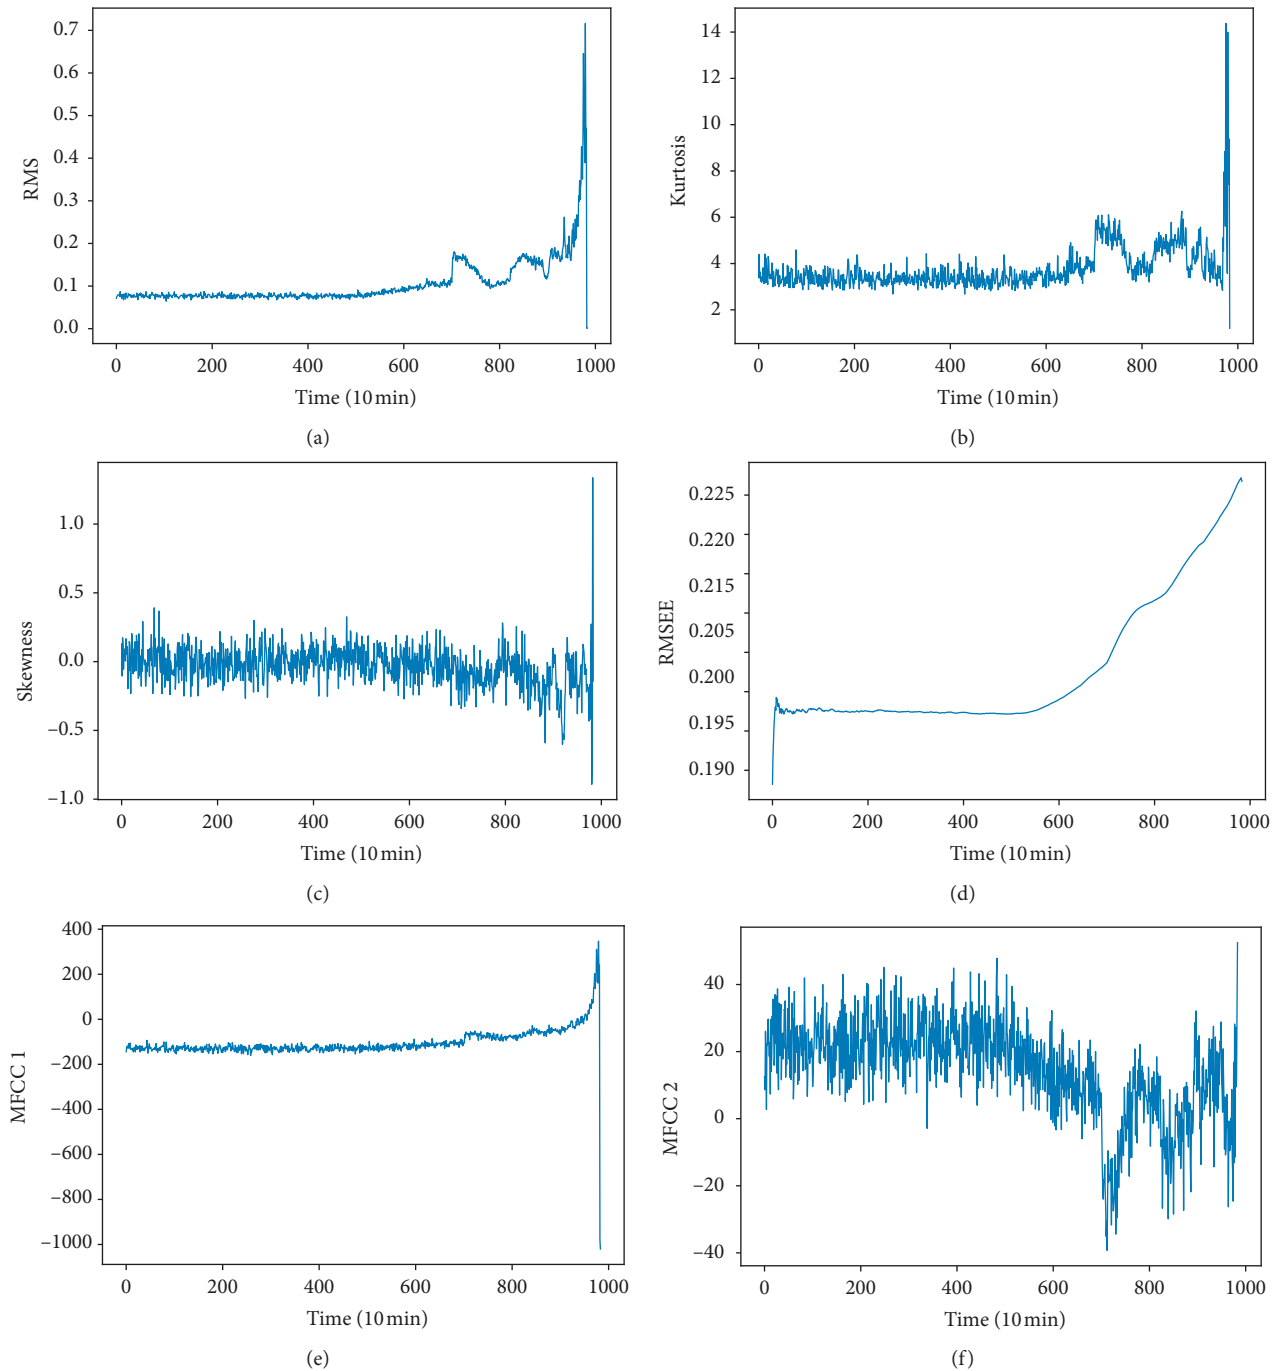 0.7
0.6
0.5
0.4
0.3
0.2
0.1
0.0
RMS
0 200 400 600 800 1000
Time (10 min)
(a)
14
12
10
8
6
4
2
Kurtosis
0 200 400 600 800 1000
Time (10 min)
(b)
1.0
0.5
0.0
−0.5
−1.0
Skewness
0 200 400 600 800 1000
Time (10 min)
(c)
0.225
0.220
0.215
0.205
0.200
0.195
0.190
RMSEE
0 200 400 600 800 1000
Time (10 min)
(d)
400
200
0
−200
−400
−600
−800
−1000
MFCC 1
0 200 400 600 800 1000
Time (10 min)
(e)
40
20
0
−20
−40
MFCC 2
0 200 400 600 800 1000
Time (10 min)
(f)